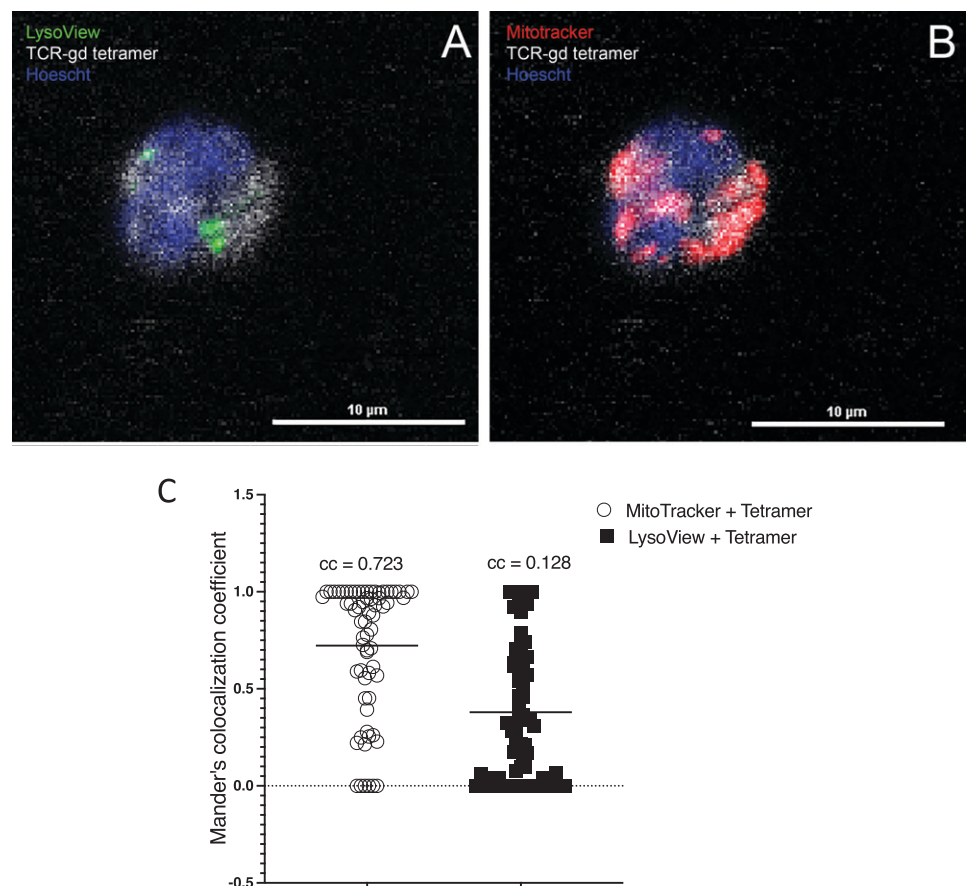 LysoView
TCR-gd tetramer
Hoescht
A
10 µm
Mitotracker
TCR-gd tetramer
Hoescht
B
10 µm
C
Mander's colocalization coefficient
1.5
1.0
0.5
0.0
-0.5
cc = 0.723
cc = 0.128
MitoTracker + Tetramer
LysoView + Tetramer